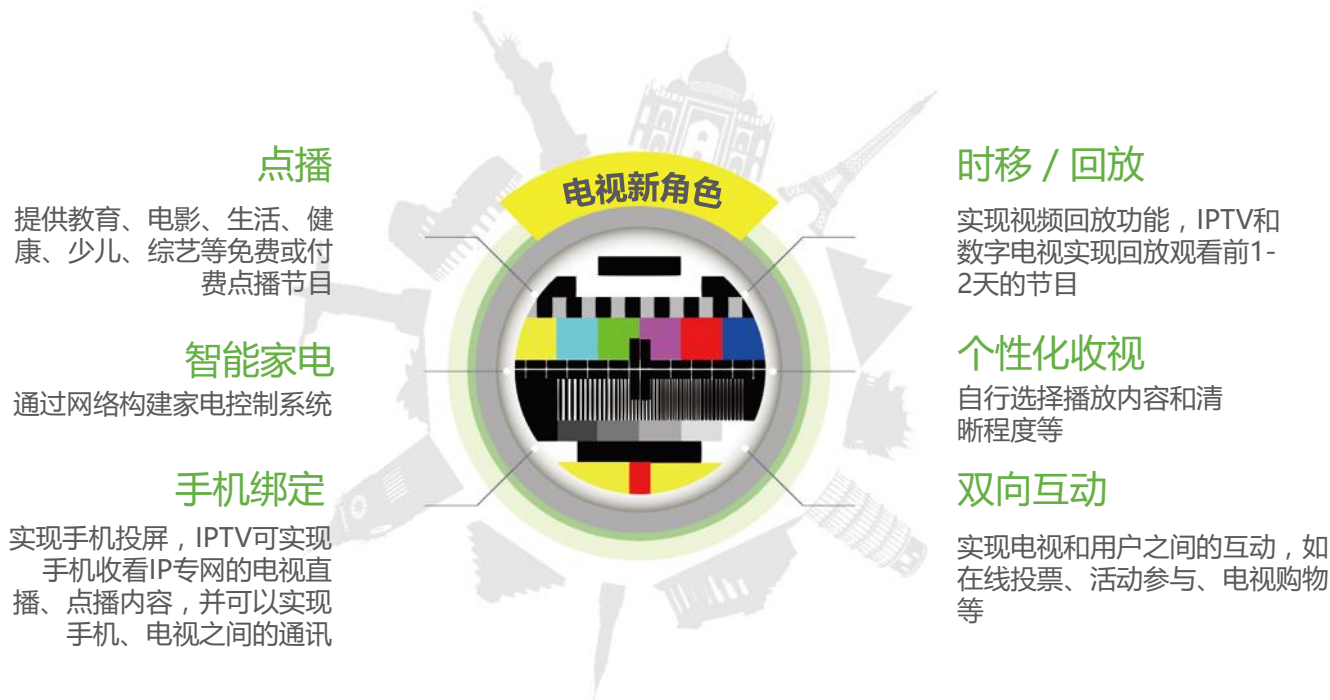 电视新角色
点播
提供教育、电影、生活、健
康、少儿、综艺等免费或付
费点播节目
智能家电
通过网络构建家电控制系统
手机绑定
实现手机投屏，IPTV可实现
手机收看IP专网的电视直
播、点播内容，并可以实现
手机、电视之间的通讯
时移 / 回放
实现视频回放功能，IPTV和
数字电视实现回放观看前1-
2天的节目
个性化收视
自行选择播放内容和清
晰程度等
双向互动
实现电视和用户之间的互动，如
在线投票、活动参与、电视购物
等